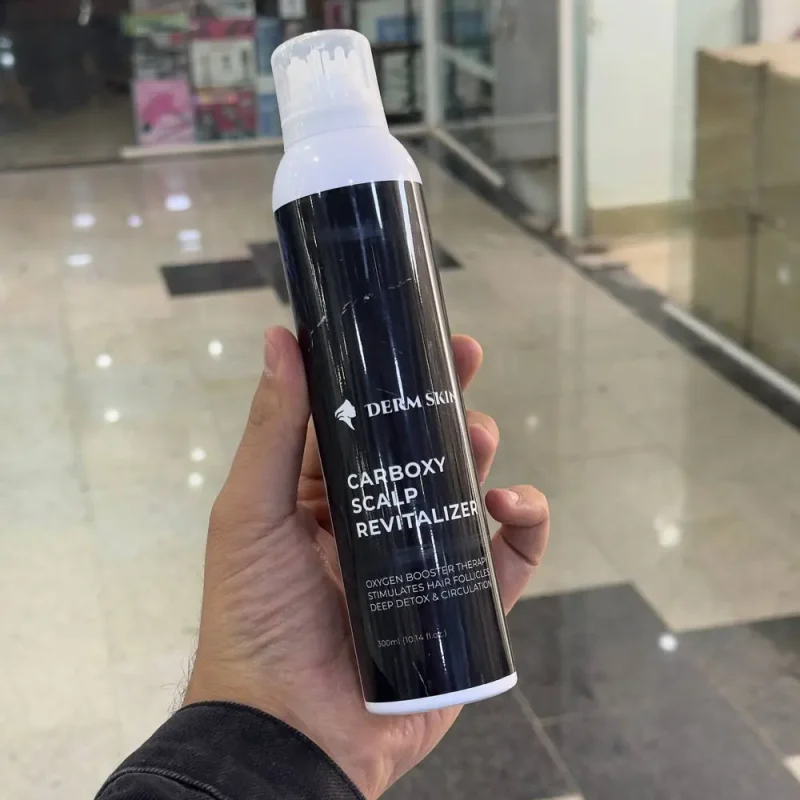 DERM SKIN
CARBOXY
SCALP
REVITALIZER
OXYGEN BOOSTER THERAPY
STIMULATES HAIR FOLLICLES
DEEP DETOX & CIRCULATION
300ml (10.14 fl.oz.)